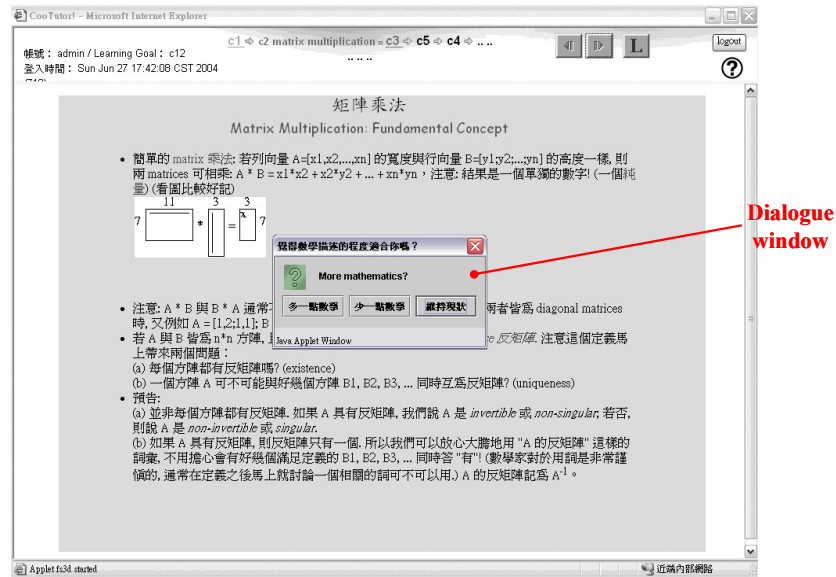 CooTutor! - Microsoft Internet Explorer
帳號： admin / Learning Goal： c12
登入時間： Sun Jun 27 17:42:08 CST 2004
c1 ⇨ c2 matrix multiplication = c3 ⇨ c5 ⇨ c4 ⇨ .. ..
.. .. ..
L
logout
矩陣乘法
Matrix Multiplication: Fundamental Concept
• 簡單的 matrix 乘法: 若列向量 A=[x1,x2,...,xn] 的寬度與行向量 B=[y1;y2;...;yn] 的高度一樣, 則
兩 matrices 可相乘: A * B = x1*x2 + x2*y2 + ... + xn*yn，注意: 結果是一個單獨的數字! (一個純
量) (看圖比較好記)
11 3 3
7 * = x 7
Dialogue
window
覺得數學描述的程度適合你嗎？
More mathematics?
多一點數學 少一點數學 維持現狀
Java Applet Window
• 注意: A * B 與 B * A 通常 兩者皆為 diagonal matrices
時, 又例如 A = [1,2;1,1]; B
• 若 A 與 B 皆為 n*n 方陣, 反矩陣. 注意這個定義馬
上帶來兩個問題：
(a) 每個方陣都有反矩陣嗎? (existence)
(b) 一個方陣 A 可不可能與好幾個方陣 B1, B2, B3, ... 同時互為反矩陣? (uniqueness)
• 預告:
(a) 並非每個方陣都有反矩陣. 如果 A 具有反矩陣, 我們說 A 是 invertible 或 non-singular; 若否,
則說 A 是 non-invertible 或 singular.
(b) 如果 A 具有反矩陣, 則反矩陣只有一個. 所以我們可以放心大膽地用 "A 的反矩陣" 這樣的
詞彙, 不用擔心會有好幾個滿足定義的 B1, B2, B3, ... 同時答 "有"! (數學家對於用詞是非常謹
慎的, 通常在定義之後馬上就討論一個相關的詞可不可以用.) A 的反矩陣記為 A⁻¹。
Applet fs3d started
近端內部網路